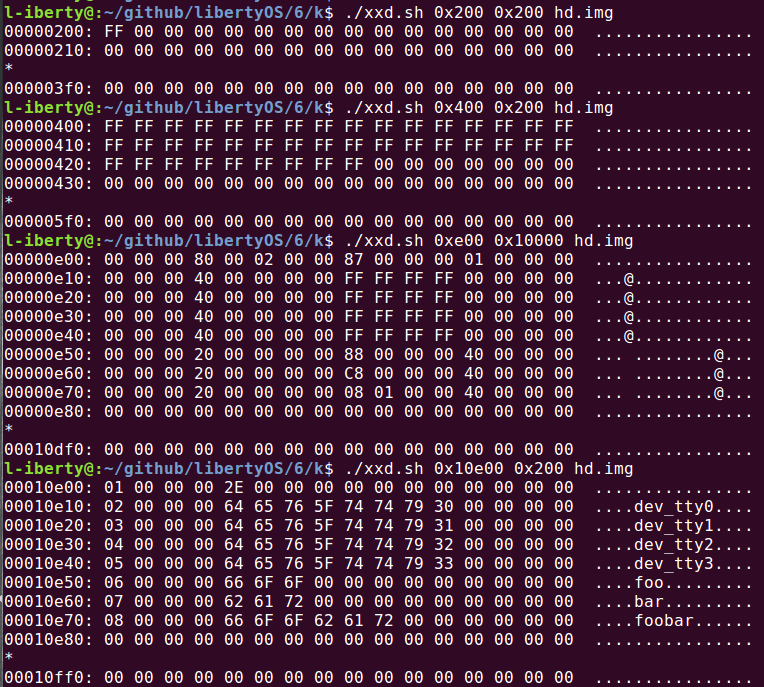 l-iberty@:~/github/libertyOS/6/k$ ./xxd.sh 0x200 0x200 hd.img
00000200: FF 00 00 00 00 00 00 00 00 00 00 00 00 00 00 00  ................
00000210: 00 00 00 00 00 00 00 00 00 00 00 00 00 00 00 00  ................
*
000003f0: 00 00 00 00 00 00 00 00 00 00 00 00 00 00 00 00  ................
l-iberty@:~/github/libertyOS/6/k$ ./xxd.sh 0x400 0x200 hd.img
00000400: FF FF FF FF FF FF FF FF FF FF FF FF FF FF FF FF  ................
00000410: FF FF FF FF FF FF FF FF FF FF FF FF FF FF FF FF  ................
00000420: FF FF FF FF FF FF FF FF FF 00 00 00 00 00 00 00  ................
00000430: 00 00 00 00 00 00 00 00 00 00 00 00 00 00 00 00  ................
*
000005f0: 00 00 00 00 00 00 00 00 00 00 00 00 00 00 00 00  ................
l-iberty@:~/github/libertyOS/6/k$ ./xxd.sh 0xe00 0x10000 hd.img
00000e00: 00 00 00 80 00 02 00 00 87 00 00 00 01 00 00 00  ................
00000e10: 00 00 00 40 00 00 00 00 FF FF FF FF 00 00 00 00  ...@............
00000e20: 00 00 00 40 00 00 00 00 FF FF FF FF 00 00 00 00  ...@............
00000e30: 00 00 00 40 00 00 00 00 FF FF FF FF 00 00 00 00  ...@............
00000e40: 00 00 00 40 00 00 00 00 FF FF FF FF 00 00 00 00  ...@............
00000e50: 00 00 00 20 00 00 00 00 88 00 00 00 40 00 00 00  ... ........@...
00000e60: 00 00 00 20 00 00 00 00 C8 00 00 00 40 00 00 00  ... ........@...
00000e70: 00 00 00 20 00 00 00 00 08 01 00 00 40 00 00 00  ... ........@...
00000e80: 00 00 00 00 00 00 00 00 00 00 00 00 00 00 00 00  ................
*
00010df0: 00 00 00 00 00 00 00 00 00 00 00 00 00 00 00 00  ................
l-iberty@:~/github/libertyOS/6/k$ ./xxd.sh 0x10e00 0x200 hd.img
00010e00: 01 00 00 00 2E 00 00 00 00 00 00 00 00 00 00 00  ................
00010e10: 02 00 00 00 64 65 76 5F 74 74 79 30 00 00 00 00  ....dev_tty0....
00010e20: 03 00 00 00 64 65 76 5F 74 74 79 31 00 00 00 00  ....dev_tty1....
00010e30: 04 00 00 00 64 65 76 5F 74 74 79 32 00 00 00 00  ....dev_tty2....
00010e40: 05 00 00 00 64 65 76 5F 74 74 79 33 00 00 00 00  ....dev_tty3....
00010e50: 06 00 00 00 66 6F 6F 00 00 00 00 00 00 00 00 00  ....foo.........
00010e60: 07 00 00 00 62 61 72 00 00 00 00 00 00 00 00 00  ....bar.........
00010e70: 08 00 00 00 66 6F 6F 62 61 72 00 00 00 00 00 00  ....foobar......
00010e80: 00 00 00 00 00 00 00 00 00 00 00 00 00 00 00 00  ................
*
00010ff0: 00 00 00 00 00 00 00 00 00 00 00 00 00 00 00 00  ................